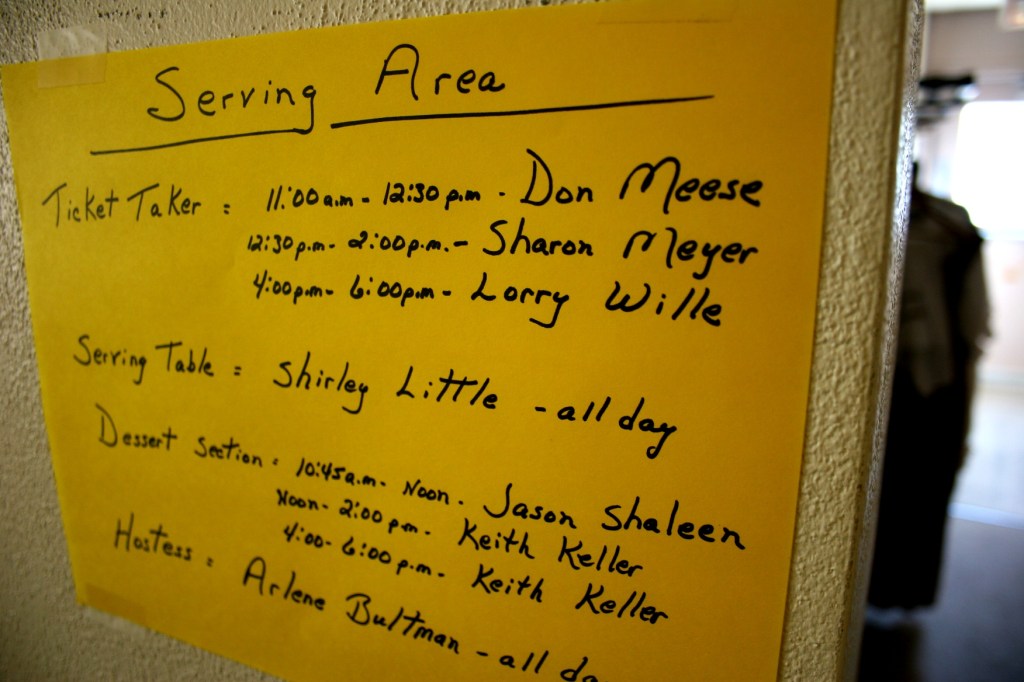 Serving Area
Ticket Taker = 11:00 a.m - 12:30 p.m - Don Meese
12:30 p.m - 2:00 p.m. - Sharon Meyer
4:00 p.m - 6:00 p.m - Lorry Wille
Serving Table = Shirley Little - all day
Dessert Section = 10:45 a.m - Noon - Jason Shaleen
Noon - 2:00 p.m - Keith Keller
4:00 - 6:00 p.m - Keith Keller
Hostess = Arlene Bultman - all da